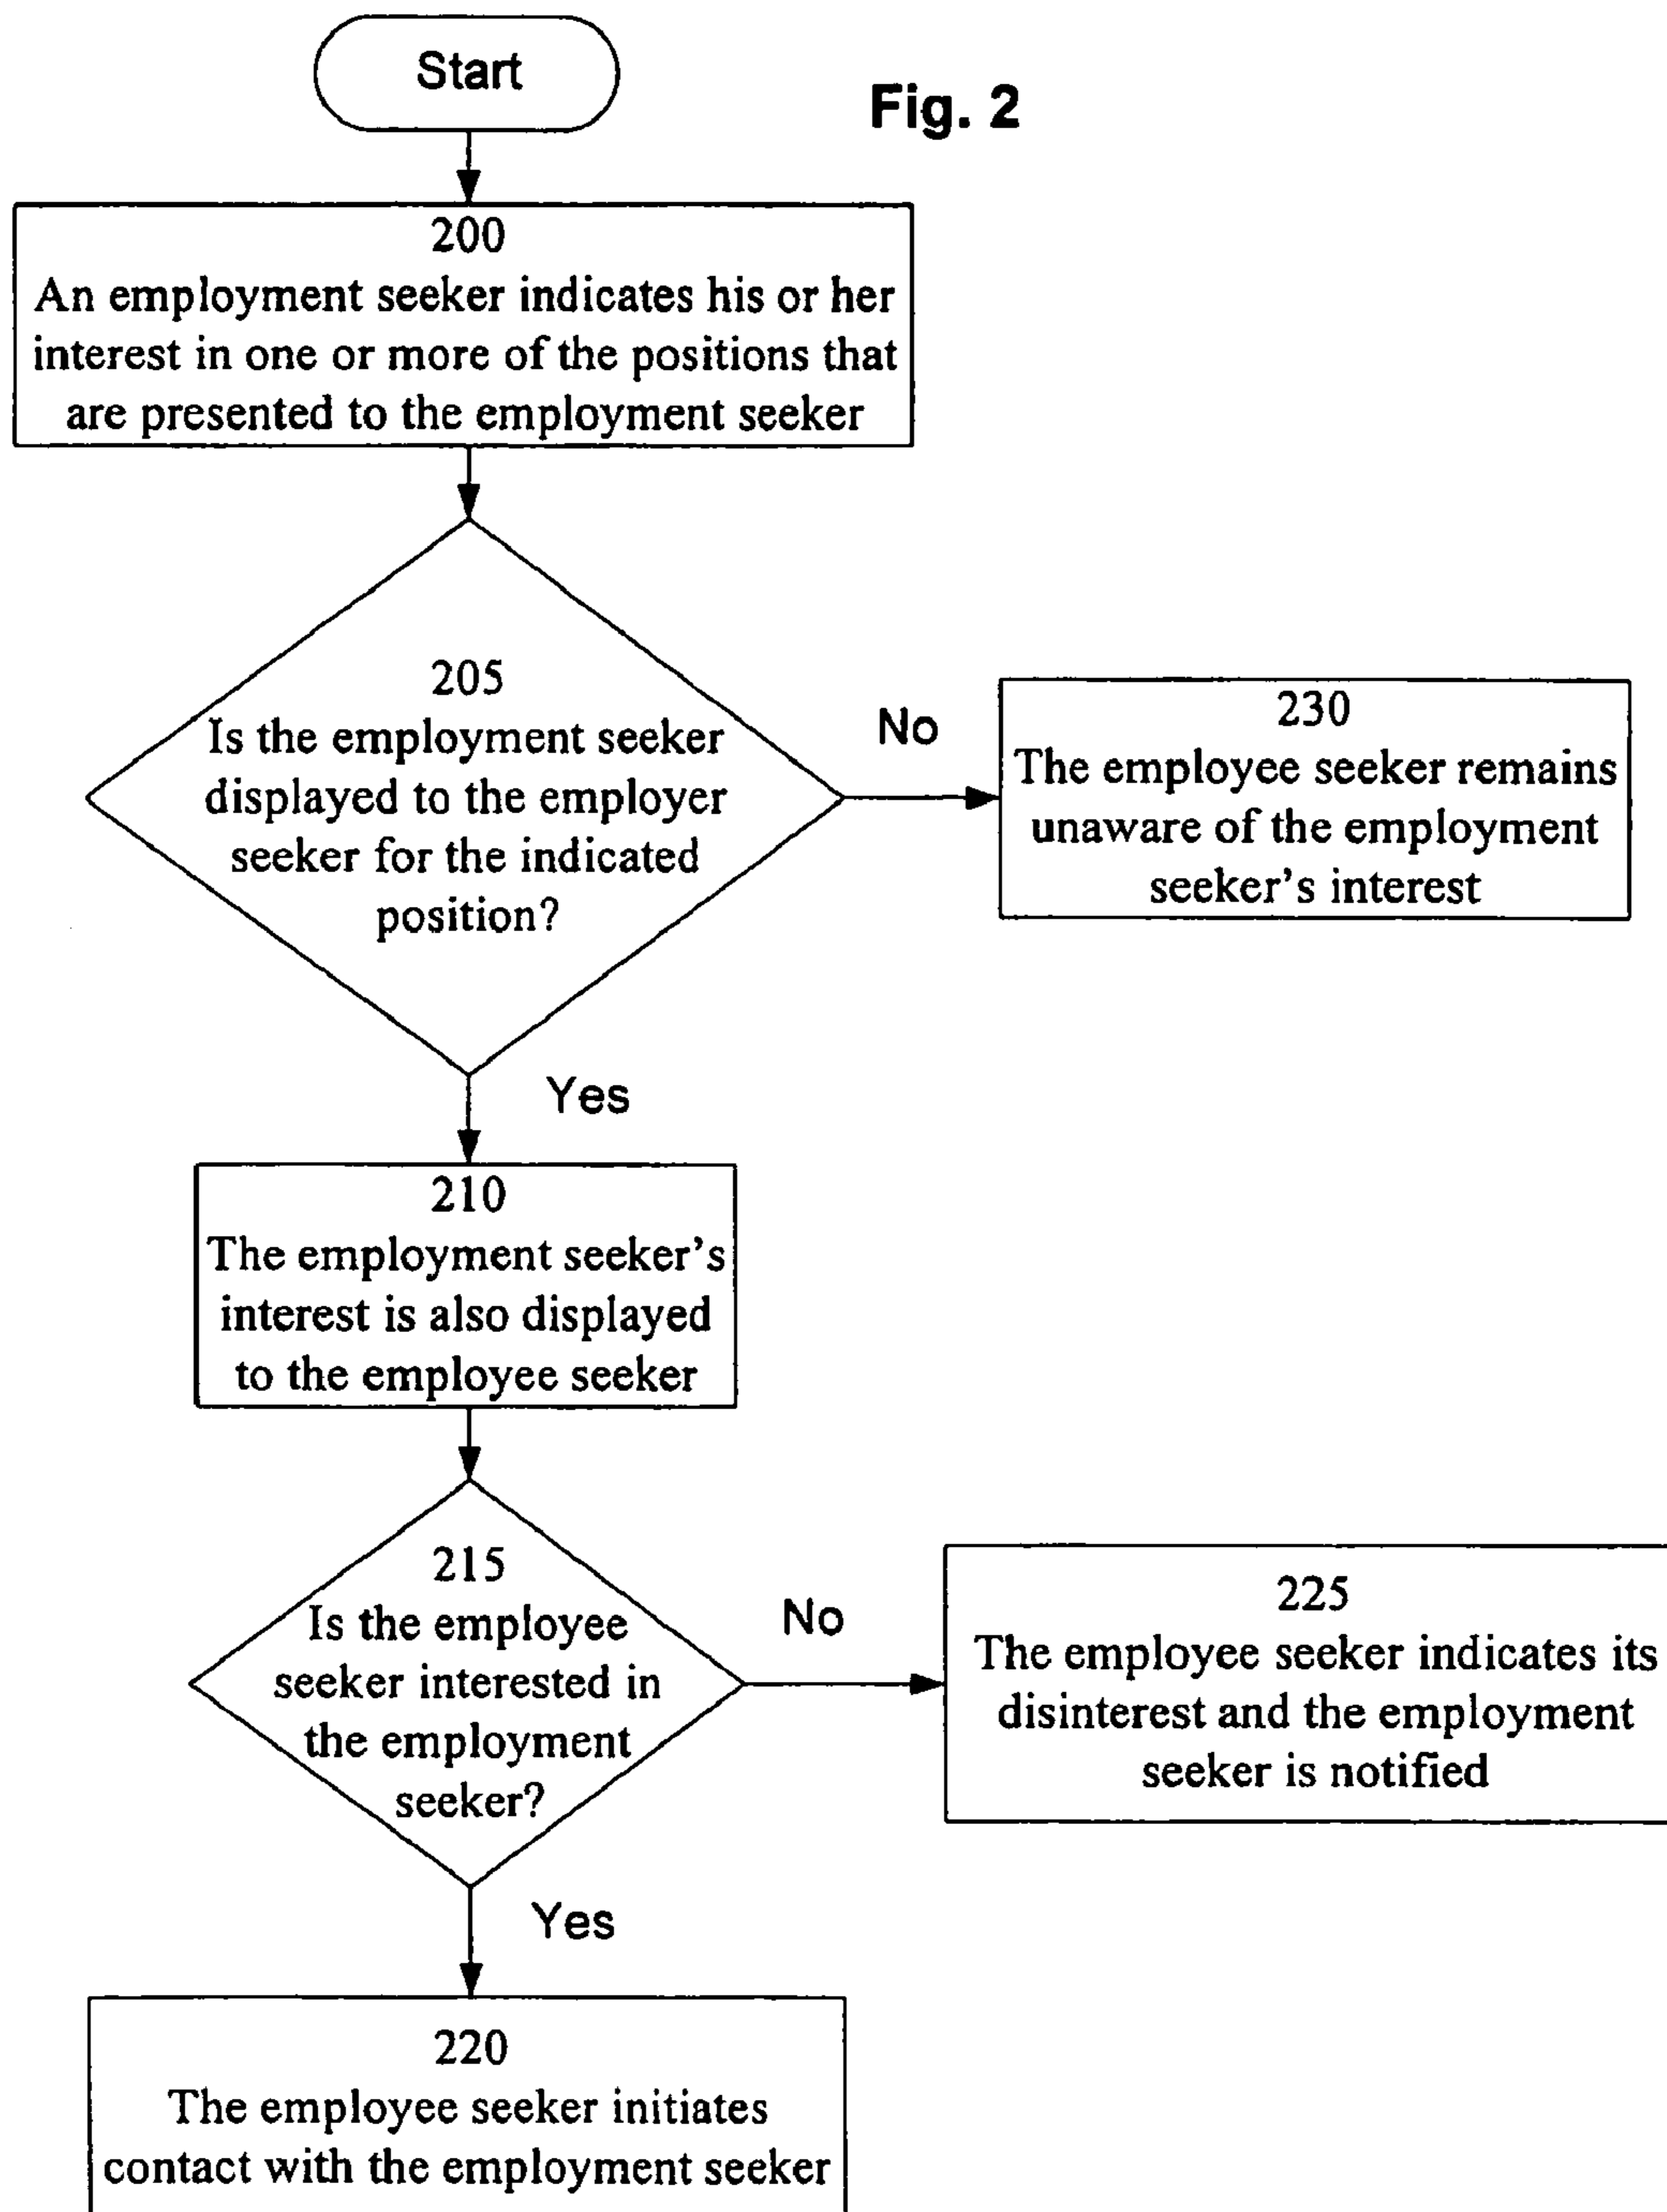 Start
Fig. 2
200
An employment seeker indicates his or her
interest in one or more of the positions that
are presented to the employment seeker
205
Is the employment seeker
displayed to the employer
seeker for the indicated
position?
No
230
The employee seeker remains
unaware of the employment
seeker's interest
Yes
210
The employment seeker's
interest is also displayed
to the employee seeker
215
Is the employee
seeker interested in
the employment
seeker?
No
225
The employee seeker indicates its
disinterest and the employment
seeker is notified
Yes
220
The employee seeker initiates
contact with the employment seeker